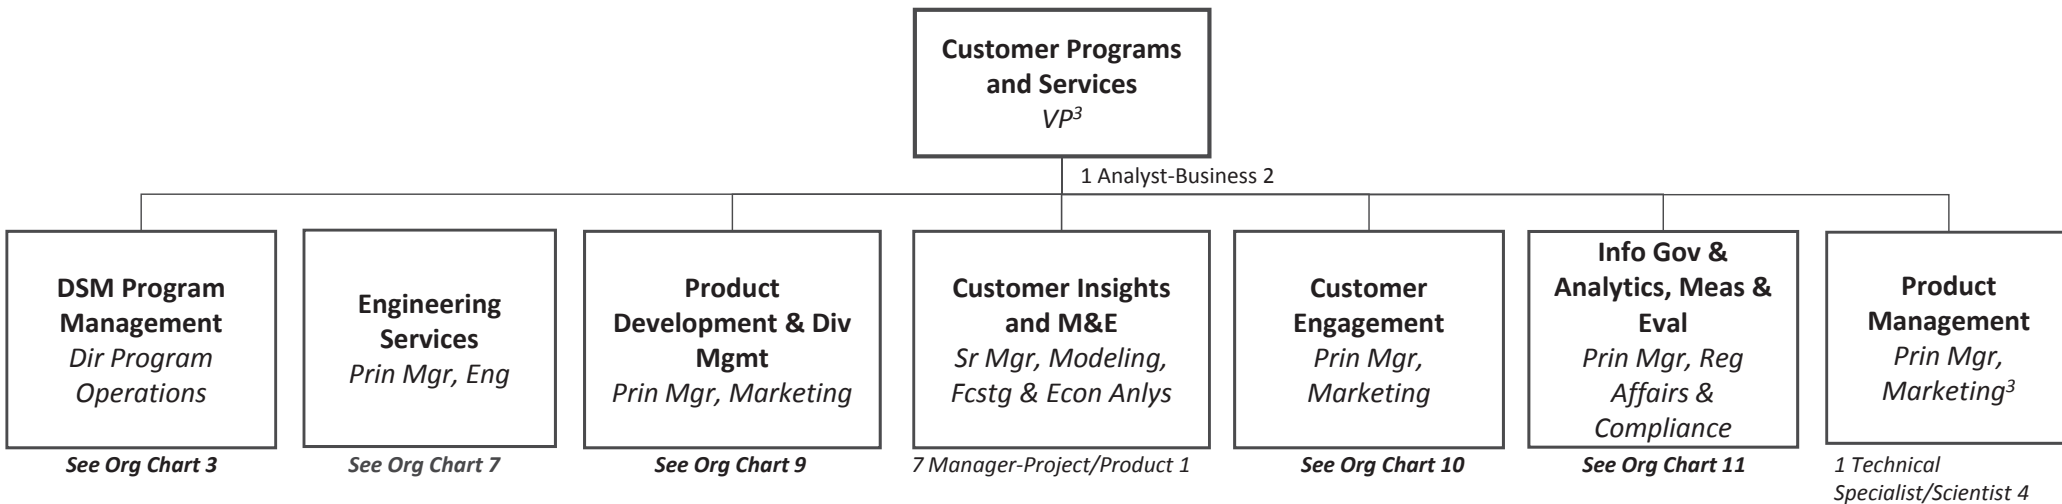 Customer Programs
and Services
VP³
1 Analyst-Business 2
DSM Program
Management
Dir Program
Operations
See Org Chart 3
Engineering
Services
Prin Mgr, Eng
See Org Chart 7
Product
Development & Div
Mgmt
Prin Mgr, Marketing
See Org Chart 9
Customer Insights
and M&E
Sr Mgr, Modeling,
Fcstg & Econ Anlys
7 Manager-Project/Product 1
Customer
Engagement
Prin Mgr,
Marketing
See Org Chart 10
Info Gov &
Analytics, Meas &
Eval
Prin Mgr, Reg
Affairs &
Compliance
See Org Chart 11
Product
Management
Prin Mgr,
Marketing³
1 Technical
Specialist/Scientist 4